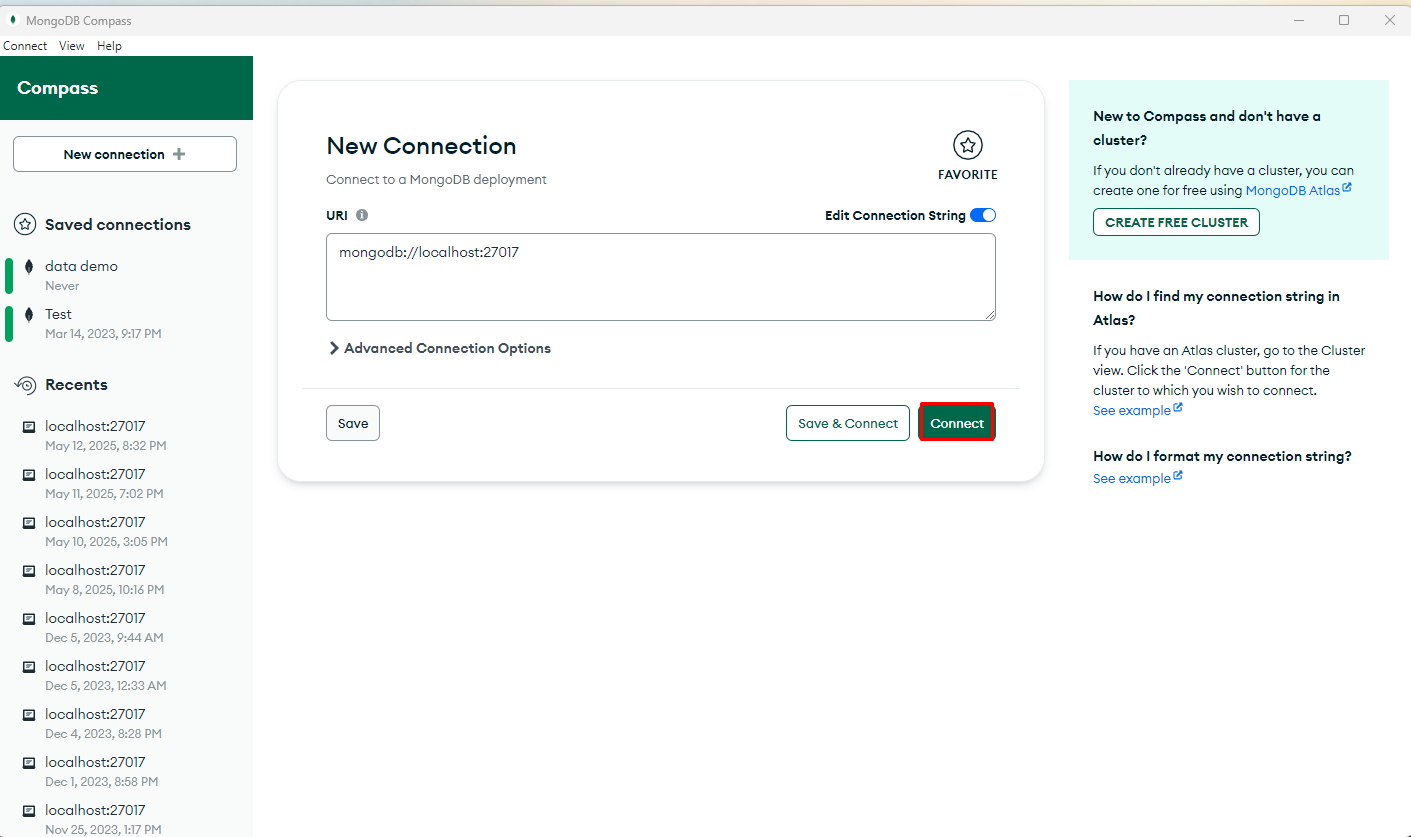 MongoDB Compass
Connect View Help
Compass
New connection
Saved connections
data demo
Never
Test
Mar 14, 2023, 9:17 PM
Recents
localhost:27017
May 12, 2025, 8:32 PM
localhost:27017
May 11, 2025, 7:02 PM
localhost:27017
May 10, 2025, 3:05 PM
localhost:27017
May 8, 2025, 10:16 PM
localhost:27017
Dec 5, 2023, 9:44 AM
localhost:27017
Dec 5, 2023, 12:33 AM
localhost:27017
Dec 4, 2023, 8:28 PM
localhost:27017
Dec 1, 2023, 8:58 PM
localhost:27017
Nov 25, 2023, 1:17 PM
New Connection
Connect to a MongoDB deployment
FAVORITE
URI
Edit Connection String
mongodb://localhost:27017
Advanced Connection Options
Save
Save & Connect
Connect
New to Compass and don't have a
cluster?
If you don't already have a cluster, you can
create one for free using MongoDB Atlas
CREATE FREE CLUSTER
How do I find my connection string in
Atlas?
If you have an Atlas cluster, go to the Cluster
view. Click the 'Connect' button for the
cluster to which you wish to connect.
See example
How do I format my connection string?
See example